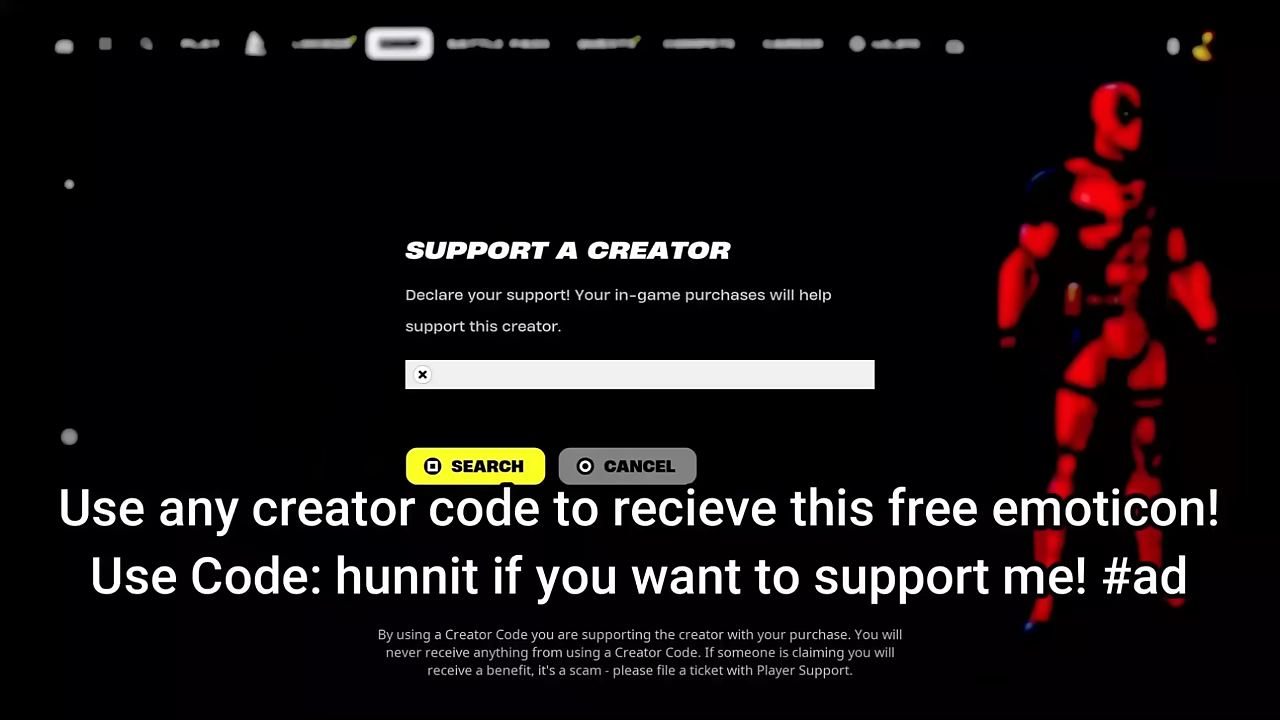 SUPPORT A CREATOR
Declare your support! Your in-game purchases will help
support this creator.
SEARCH
CANCEL
Use any creator code to recieve this free emoticon!
Use Code: hunnit if you want to support me! #ad
By using a Creator Code you are supporting the creator with your purchase. You will
never receive anything from using a Creator Code. If someone is claiming you will
receive a benefit, it's a scam - please file a ticket with Player Support.